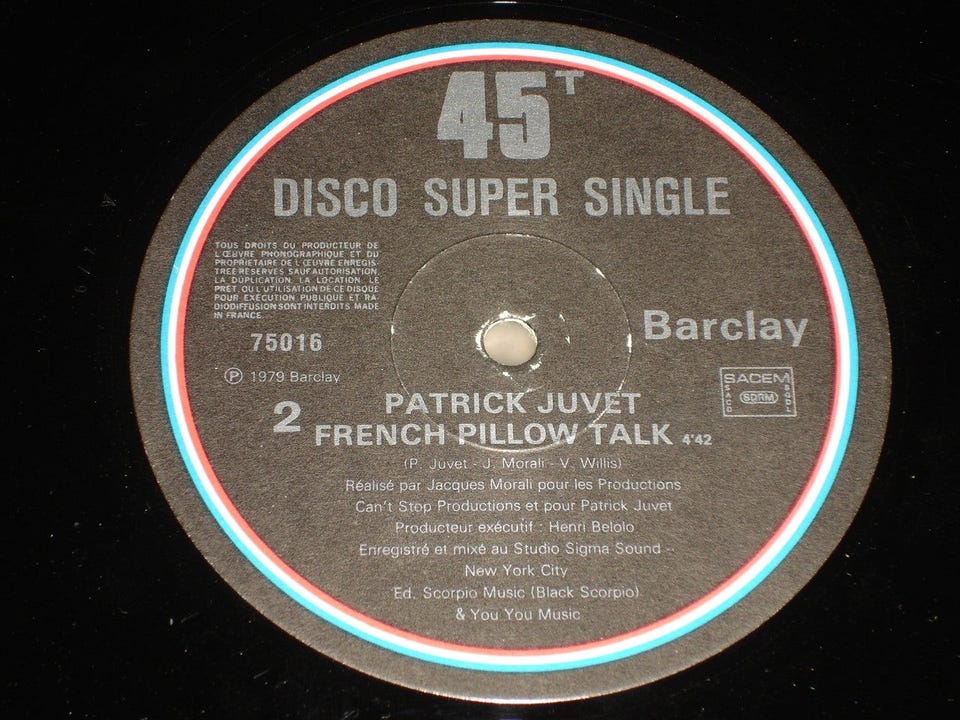 45T
DISCO SUPER SINGLE
TOUS DROITS DU PRODUCTEUR DE
L'ŒUVRE PHONOGRAPHIQUE ET DU
PROPRIETAIRE DE L'ŒUVRE ENREGIS-
TREE RESERVES SAUF AUTORISATION.
LA DUPLICATION, LA LOCATION, LE
PRET, OU L'UTILISATION DE CE DISQUE
POUR EXECUTION PUBLIQUE ET RA-
DIODIFFUSION SONT INTERDITS MADE
IN FRANCE.
Barclay
75016
Ⓟ 1979 Barclay
SACEM
SACD SDRM SGDL
2
PATRICK JUVET
FRENCH PILLOW TALK 4'42
(P. Juvet - J. Morali - V. Willis)
Réalisé par Jacques Morali pour les Productions
Can't Stop Productions et pour Patrick Juvet
Producteur exécutif : Henri Belolo
Enregistré et mixé au Studio Sigma Sound --
New York City
Ed. Scorpio Music (Black Scorpio)
& You You Music